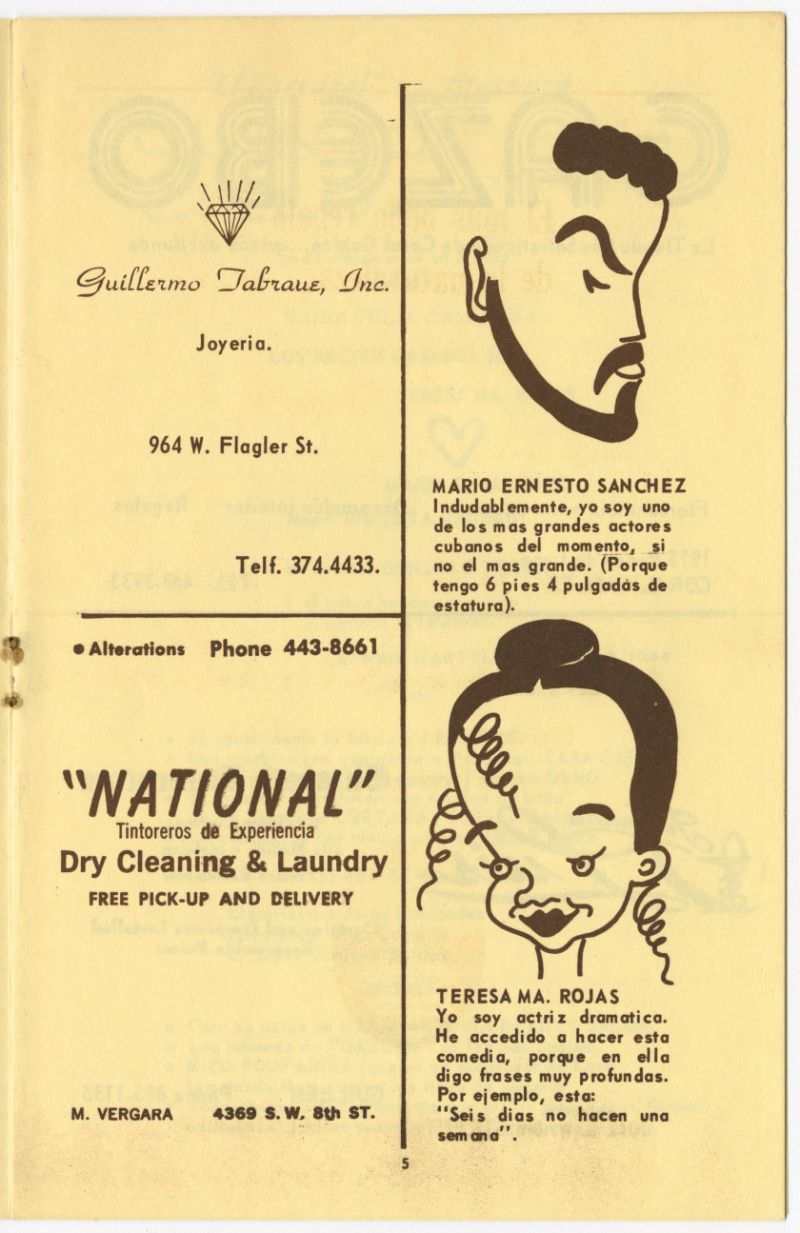 Guillermo Tabraue, Inc.
Joyeria.
964 W. Flagler St.
Telf. 374.4433.
• Alterations Phone 443-8661
"NATIONAL"
Tintoreros de Experiencia
Dry Cleaning & Laundry
FREE PICK-UP AND DELIVERY
M. VERGARA 4369 S.W. 8th ST.
MARIO ERNESTO SANCHEZ
Indudablemente, yo soy uno
de los mas grandes actores
cubanos del momento, si
no el mas grande. (Porque
tengo 6 pies 4 pulgadas de
estatura).
TERESA MA. ROJAS
Yo soy actriz dramatica.
He accedido a hacer esta
comedia, porque en ella
digo frases muy profundas.
Por ejemplo, esta:
"Seis dias no hacen una
semana".
5